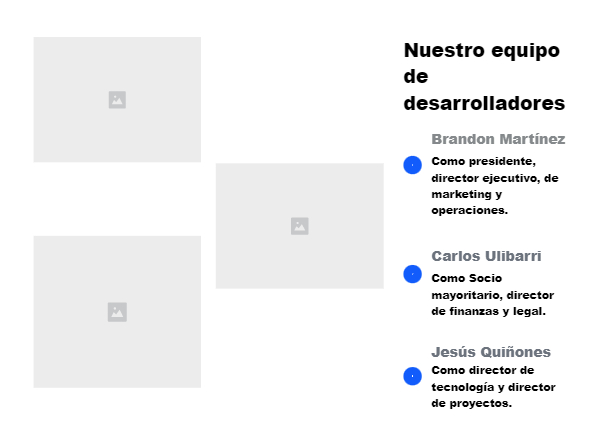 Nuestro equipo
de
desarrolladores
Brandon Martínez
Como presidente,
director ejecutivo, de
marketing y
operaciones.
Carlos Ulibarri
Como Socio
mayoritario, director
de finanzas y legal.
Jesús Quiñones
Como director de
tecnología y director
de proyectos.